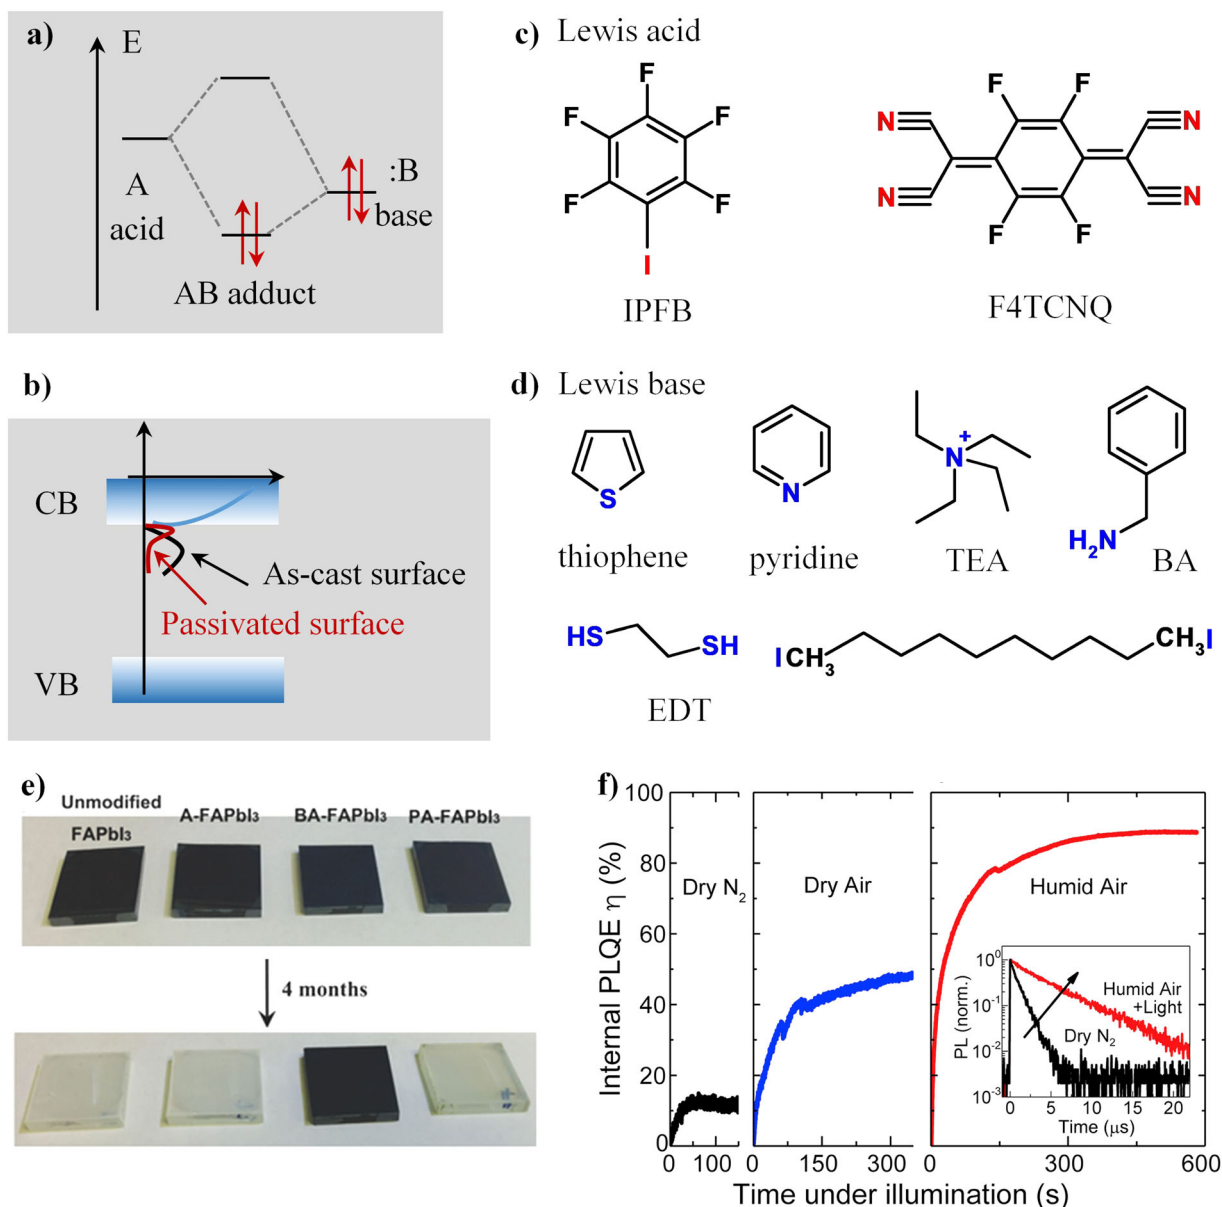 a)
E
A
acid
:B
base
AB adduct
c) Lewis acid
F
F
F
F
F
I
IPFB
F
F
N
N
N
N
F
F
F4TCNQ
b)
CB
As-cast surface
Passivated surface
VB
d) Lewis base
S
thiophene
N
pyridine
N+
TEA
H2N
BA
HS
SH
EDT
ICH3
CH3I
e)
Unmodified
FAPbI3
A-FAPbI3
BA-FAPbI3
PA-FAPbI3
4 months
f)
Internal PLQE η (%)
100
80
60
40
20
0
Dry N2
Dry Air
Humid Air
0 100
0 150 300
0 300 600
Time under illumination (s)
PL (norm.)
10^0
10^-1
10^-2
10^-3
Humid Air
+Light
Dry N2
0 5 10 15 20
Time (μs)